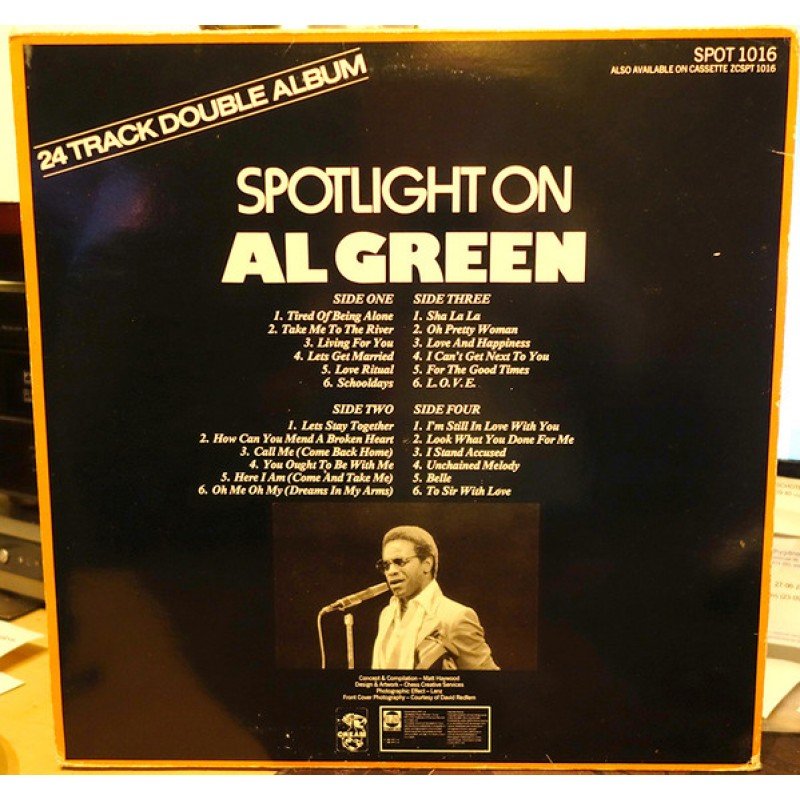 24 TRACK DOUBLE ALBUM
SPOT 1016
ALSO AVAILABLE ON CASSETTE ZCSPT 1016
SPOTLIGHT ON
AL GREEN
SIDE ONE
1. Tired Of Being Alone
2. Take Me To The River
3. Living For You
4. Lets Get Married
5. Love Ritual
6. Schooldays
SIDE THREE
1. Sha La La
2. Oh Pretty Woman
3. Love And Happiness
4. I Can't Get Next To You
5. For The Good Times
6. L.O.V.E.
SIDE TWO
1. Lets Stay Together
2. How Can You Mend A Broken Heart
3. Call Me (Come Back Home)
4. You Ought To Be With Me
5. Here I Am (Come And Take Me)
6. Oh Me Oh My (Dreams In My Arms)
SIDE FOUR
1. I'm Still In Love With You
2. Look What You Done For Me
3. I Stand Accused
4. Unchained Melody
5. Belle
6. To Sir With Love
Concept & Compilation – Matt Haywood
Design & Artwork – Chess Creative Services
Photographic Effect – Lenz
Front Cover Photography – Courtesy of David Redfern
CREAM